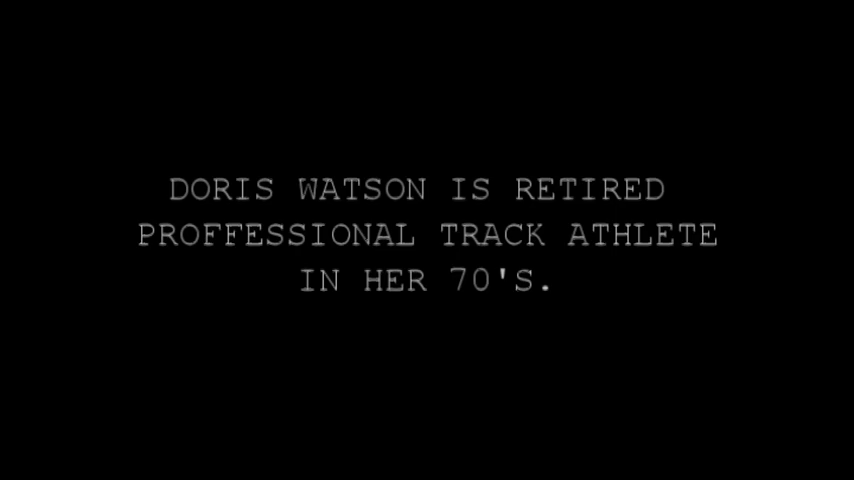 DORIS WATSON IS RETIRED
PROFFESSIONAL TRACK ATHLETE
IN HER 70'S.